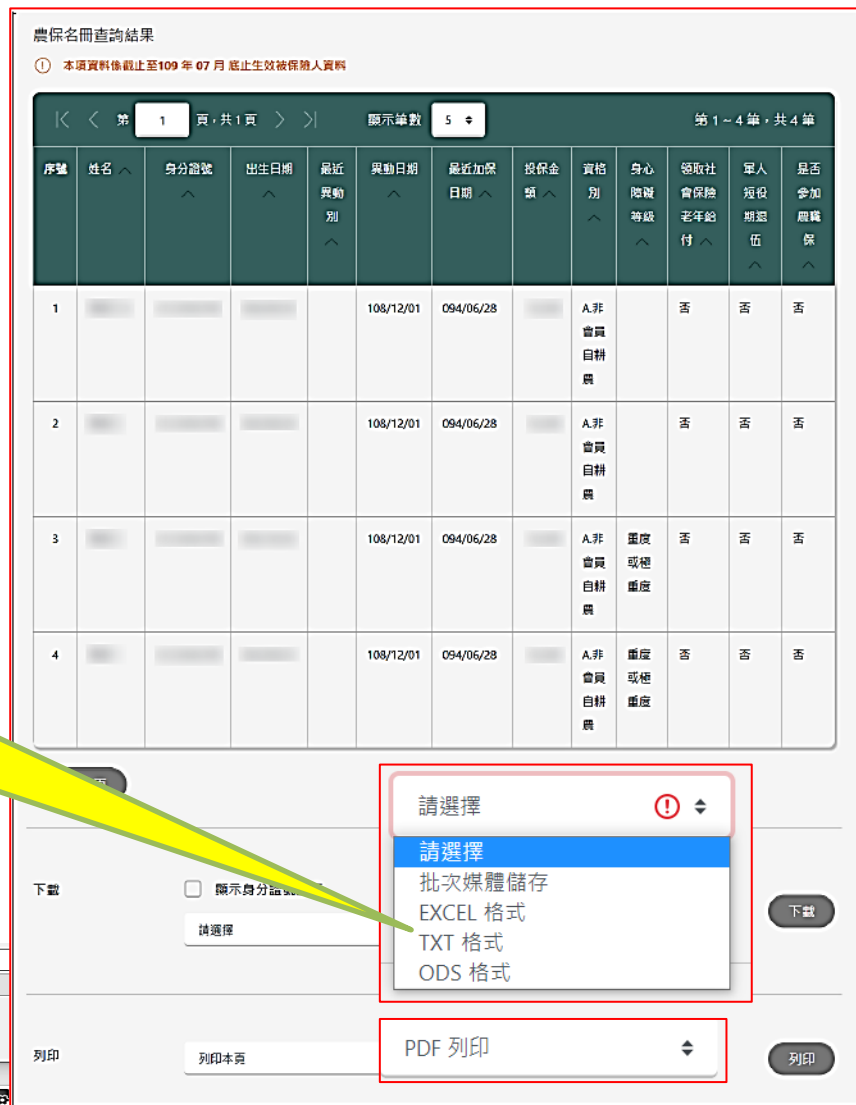 農保名冊查詢結果
本項資料係截止至109 年 07 月 底止生效被保險人資料
第 1 頁，共1頁 顯示筆數 5 第 1 ~ 4 筆，共 4 筆
序號 姓名 身分證號 出生日期 最近異動別 異動日期 最近加保日期 投保金額 資格別 身心障礙等級 領取社會保險老年給付 軍人短役期退伍 是否參加農職保
1 108/12/01 094/06/28 A.非會員自耕農 否 否 否
2 108/12/01 094/06/28 A.非會員自耕農 否 否 否
3 108/12/01 094/06/28 A.非會員自耕農 重度或極重度 否 否 否
4 108/12/01 094/06/28 A.非會員自耕農 重度或極重度 否 否 否
請選擇
請選擇
批次媒體儲存
EXCEL 格式
TXT 格式
ODS 格式
下載 顯示身分證 下載
請選擇
列印 列印本頁 PDF 列印 列印